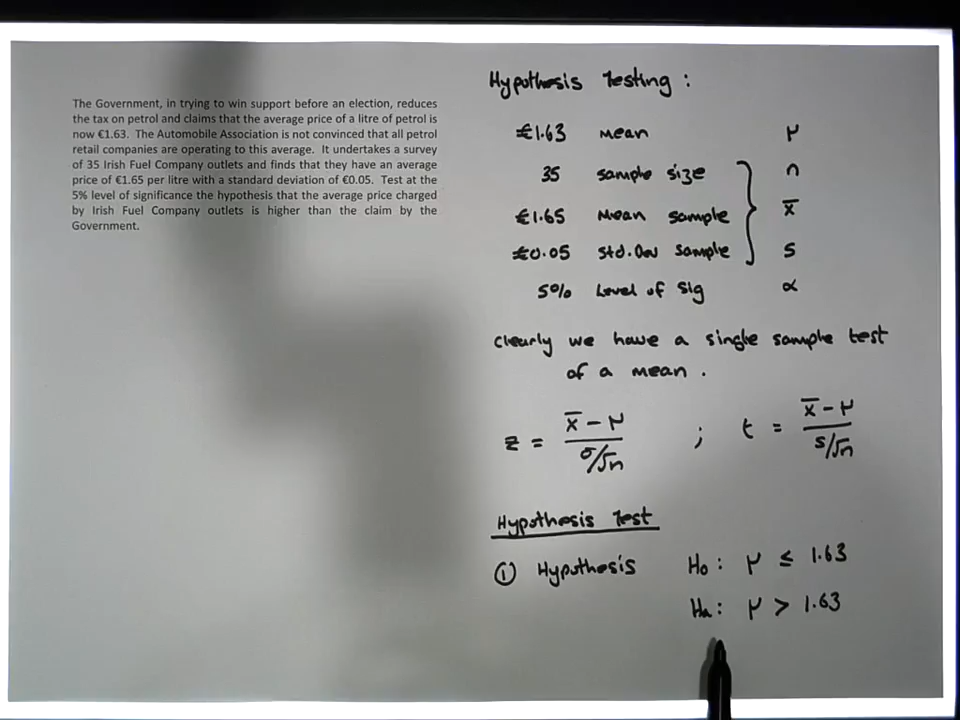 The Government, in trying to win support before an election, reduces
the tax on petrol and claims that the average price of a litre of petrol is
now €1.63. The Automobile Association is not convinced that all petrol
retail companies are operating to this average. It undertakes a survey
of 35 Irish Fuel Company outlets and finds that they have an average
price of €1.65 per litre with a standard deviation of €0.05. Test at the
5% level of significance the hypothesis that the average price charged
by Irish Fuel Company outlets is higher than the claim by the
Government.
Hypothesis Testing:
€1.63 mean μ
35 sample size n
€1.65 Mean sample x̄
€0.05 Std. Dev sample s
5% Level of Sig α
Clearly we have a single sample test
of a mean.
z = (x̄ - μ) / (σ/√n) ; t = (x̄ - μ) / (s/√n)
Hypothesis Test
① Hypothesis H₀: μ ≤ 1.63
Hₐ: μ > 1.63